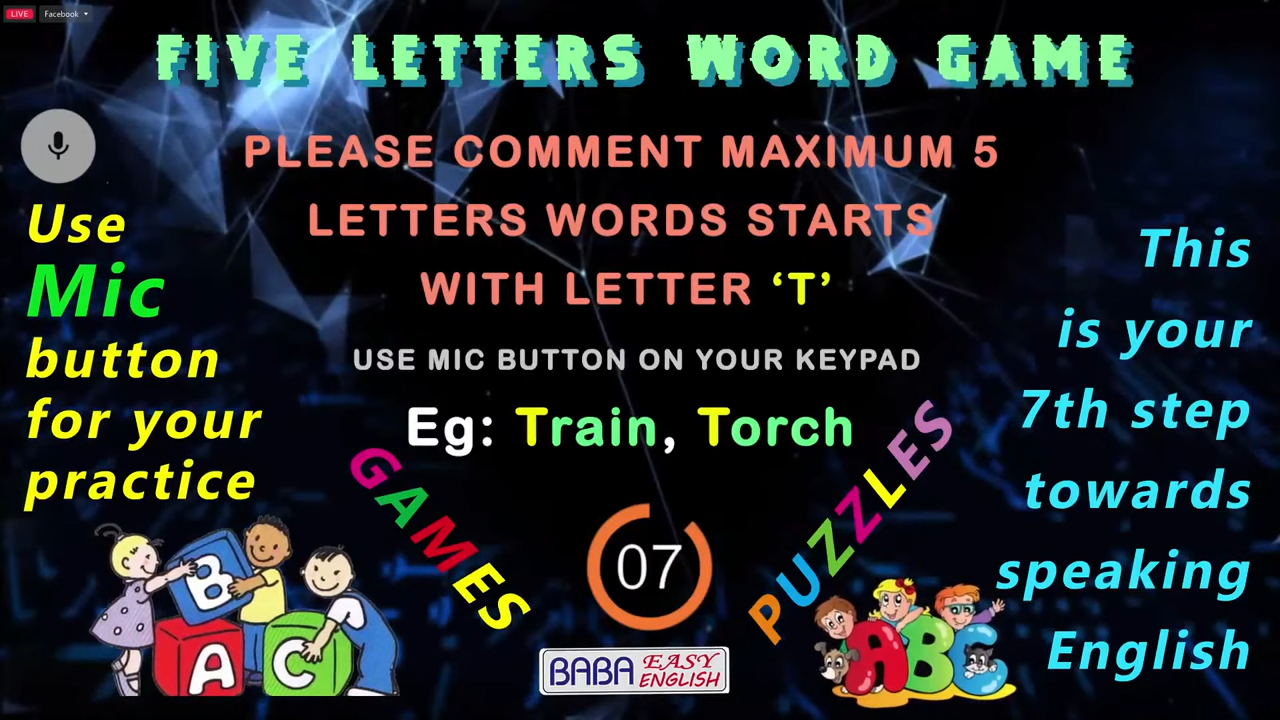 LIVE Facebook
FIVE LETTERS WORD GAME
PLEASE COMMENT MAXIMUM 5
LETTERS WORDS STARTS
WITH LETTER ‘T’
USE MIC BUTTON ON YOUR KEYPAD
Eg: Train, Torch
Use
Mic
button
for your
practice
This
is your
7th step
towards
speaking
English
GAMES
PUZZLES
07
B
A C
ABC
BABA EASY
ENGLISH